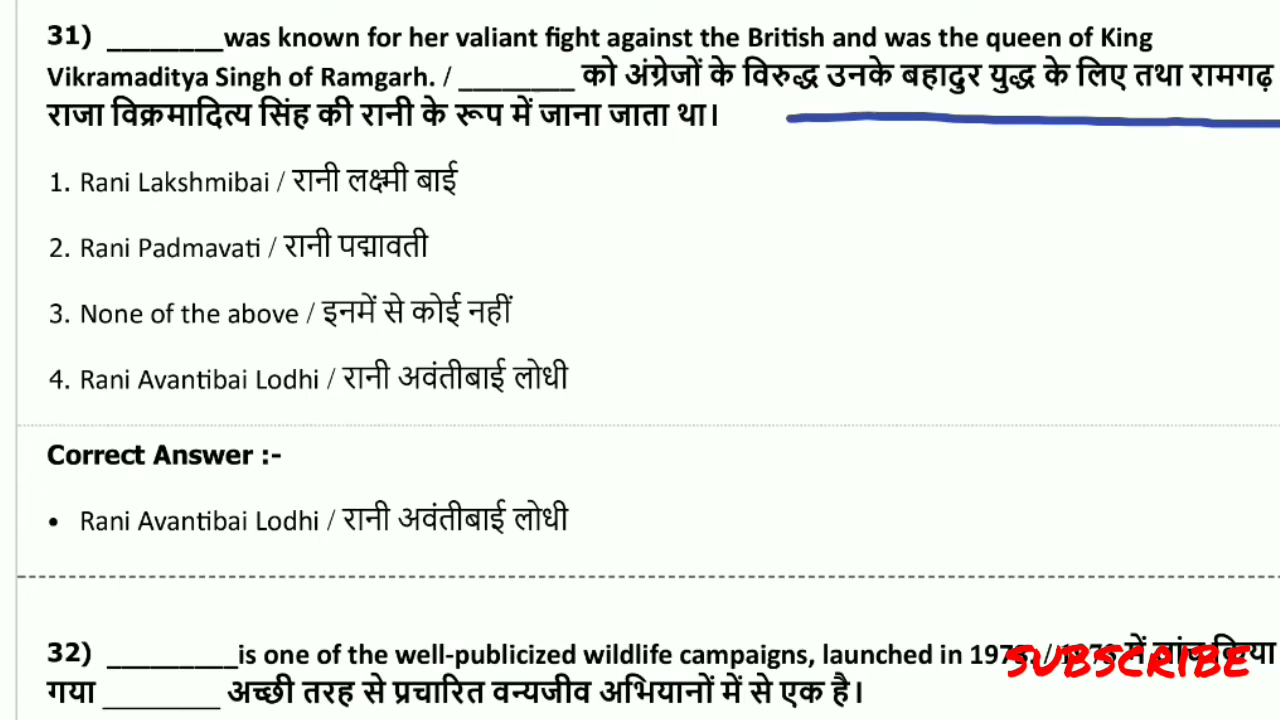 31) ________was known for her valiant fight against the British and was the queen of King
Vikramaditya Singh of Ramgarh. / ________ को अंग्रेजों के विरुद्ध उनके बहादुर युद्ध के लिए तथा रामगढ़
राजा विक्रमादित्य सिंह की रानी के रूप में जाना जाता था।
1. Rani Lakshmibai / रानी लक्ष्मी बाई
2. Rani Padmavati / रानी पद्मावती
3. None of the above / इनमें से कोई नहीं
4. Rani Avantibai Lodhi / रानी अवंतीबाई लोधी
Correct Answer :-
• Rani Avantibai Lodhi / रानी अवंतीबाई लोधी
32) _________is one of the well-publicized wildlife campaigns, launched in / में
SUBSCRIBE
गया ________ अच्छी तरह से प्रचारित वन्यजीव अभियानों में से एक है।